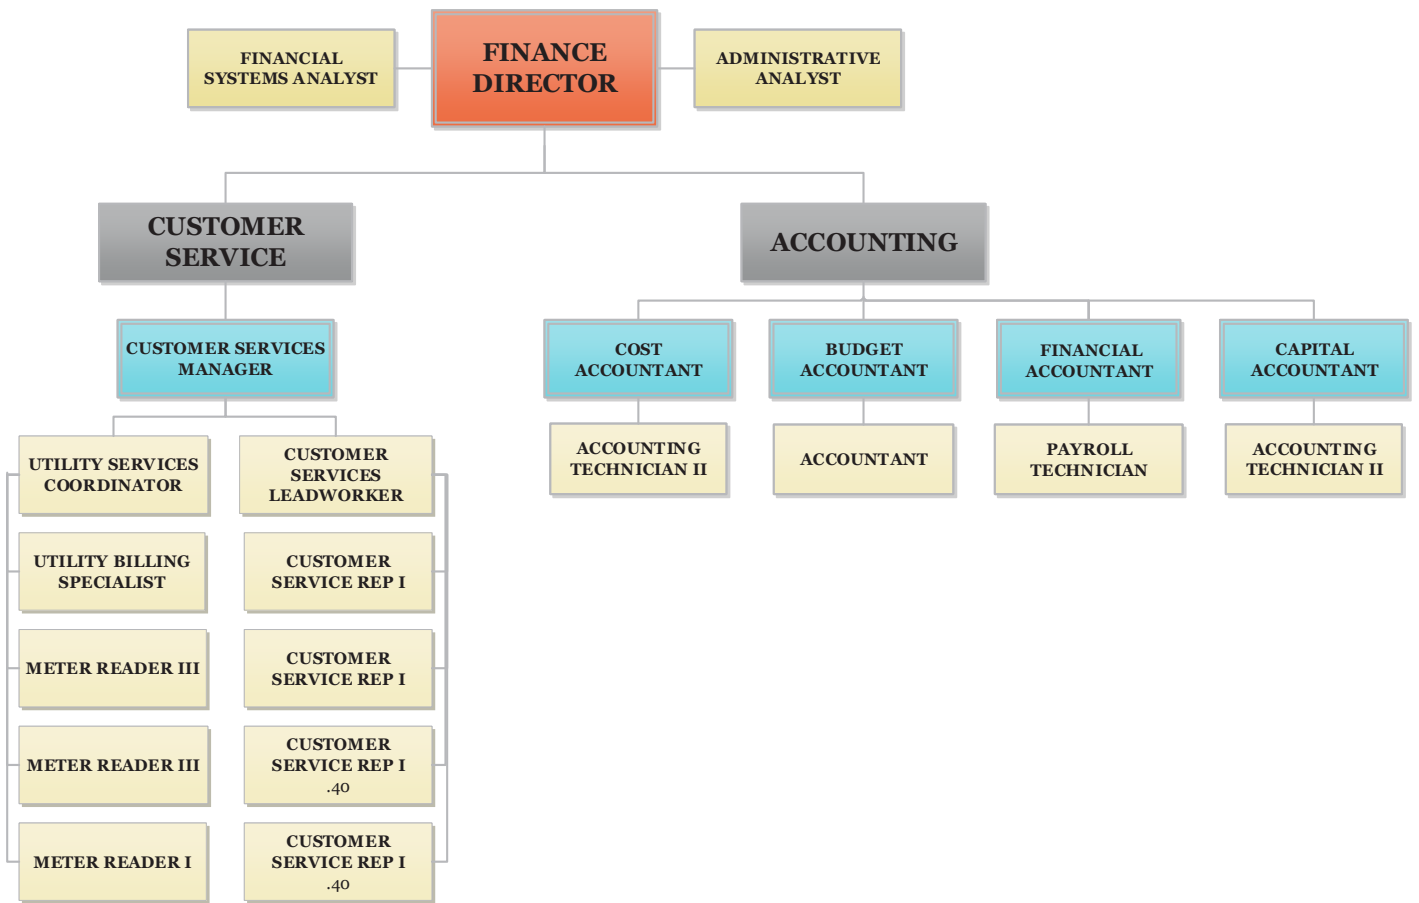 FINANCIAL
SYSTEMS ANALYST
FINANCE
DIRECTOR
ADMINISTRATIVE
ANALYST
CUSTOMER
SERVICE
ACCOUNTING
CUSTOMER SERVICES
MANAGER
COST
ACCOUNTANT
BUDGET
ACCOUNTANT
FINANCIAL
ACCOUNTANT
CAPITAL
ACCOUNTANT
UTILITY SERVICES
COORDINATOR
CUSTOMER
SERVICES
LEADWORKER
ACCOUNTING
TECHNICIAN II
ACCOUNTANT
PAYROLL
TECHNICIAN
ACCOUNTING
TECHNICIAN II
UTILITY BILLING
SPECIALIST
CUSTOMER
SERVICE REP I
METER READER III
CUSTOMER
SERVICE REP I
METER READER III
CUSTOMER
SERVICE REP I
.40
METER READER I
CUSTOMER
SERVICE REP I
.40